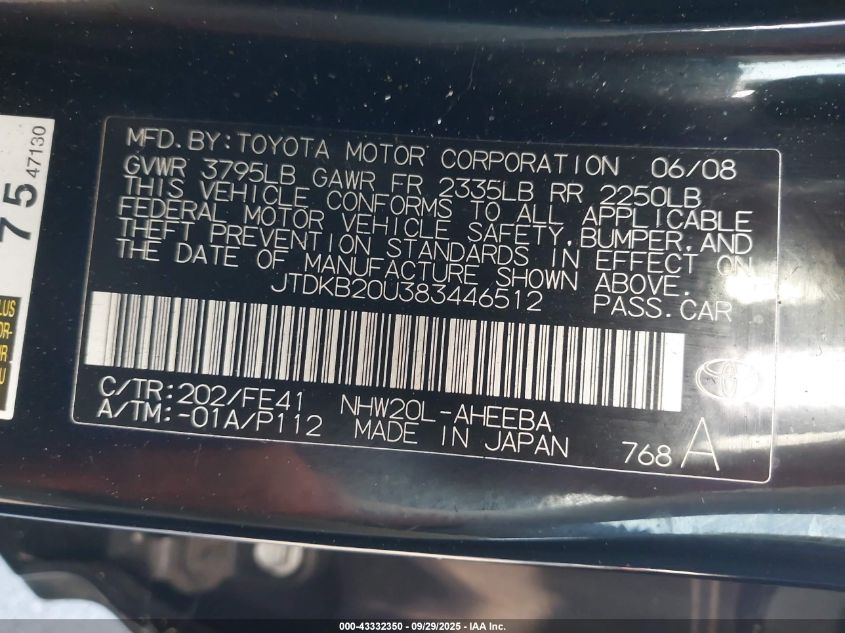 MFD.BY:TOYOTA MOTOR CORPORATION 06/08
GVWR 3795LB GAWR FR 2335LB RR 2250LB
THIS VEHICLE CONFORMS TO ALL APPLICABLE
FEDERAL MOTOR VEHICLE SAFETY,BUMPER,AND
THEFT PREVENTION STANDARDS IN EFFECT ON
THE DATE OF MANUFACTURE SHOWN ABOVE.
JTDKB20U383446512 PASS.CAR
C/TR:202/FE41 NHW20L-AHEEBA
A/TM:-01A/P112 MADE IN JAPAN 768 A
75
47130
000-43332350 - 09/29/2025 - IAA Inc.